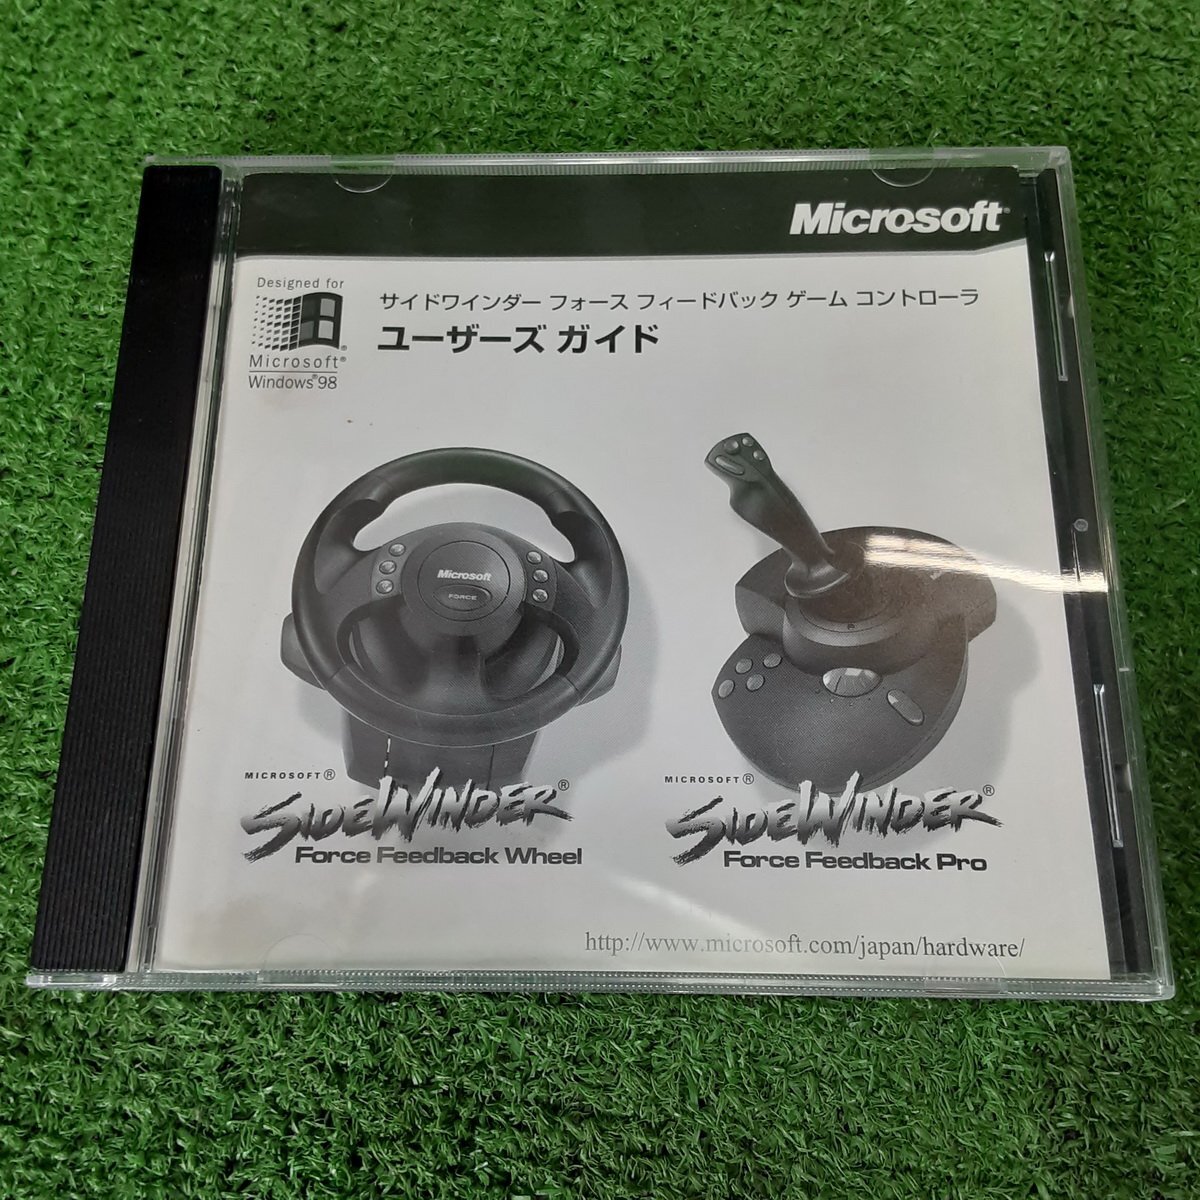 Microsoft®
Designed for
Microsoft®
Windows®98
サイドワインダー フォース フィードバック ゲーム コントローラ
ユーザーズ ガイド
Microsoft
FORCE
MICROSOFT®
SIDEWINDER®
Force Feedback Wheel
MICROSOFT®
SIDEWINDER®
Force Feedback Pro
http://www.microsoft.com/japan/hardware/